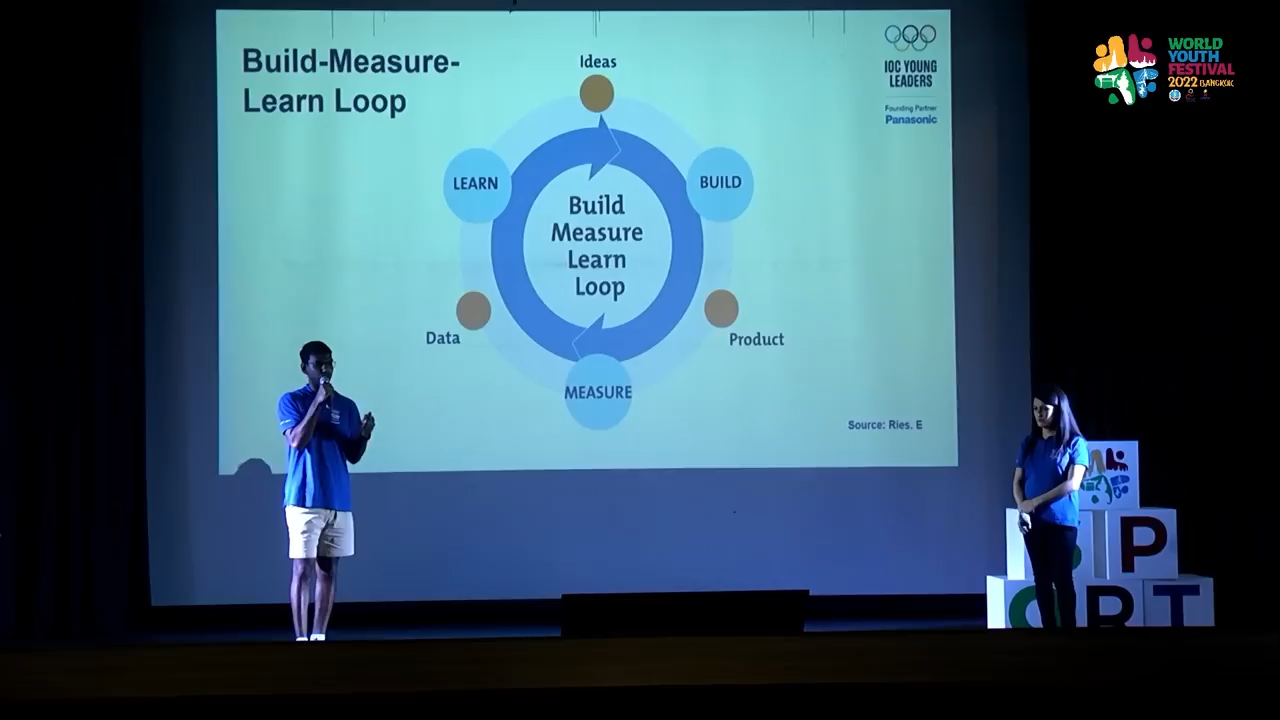 Build-Measure-
Learn Loop
Ideas
IOC YOUNG
LEADERS
Founding Partner
Panasonic
WORLD
YOUTH
FESTIVAL
2022 BANGKOK
LEARN
BUILD
Build
Measure
Learn
Loop
Data
Product
MEASURE
Source: Ries. E
S P
O R T